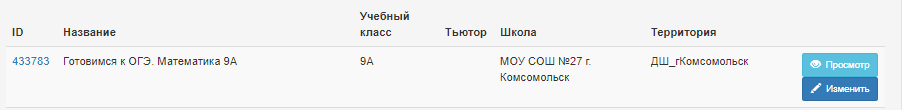 ID Название Учебный класс Тьютор Школа Территория
433783 Готовимся к ОГЭ. Математика 9А 9А МОУ СОШ №27 г. Комсомольск ДШ_гКомсомольск Просмотр
Изменить